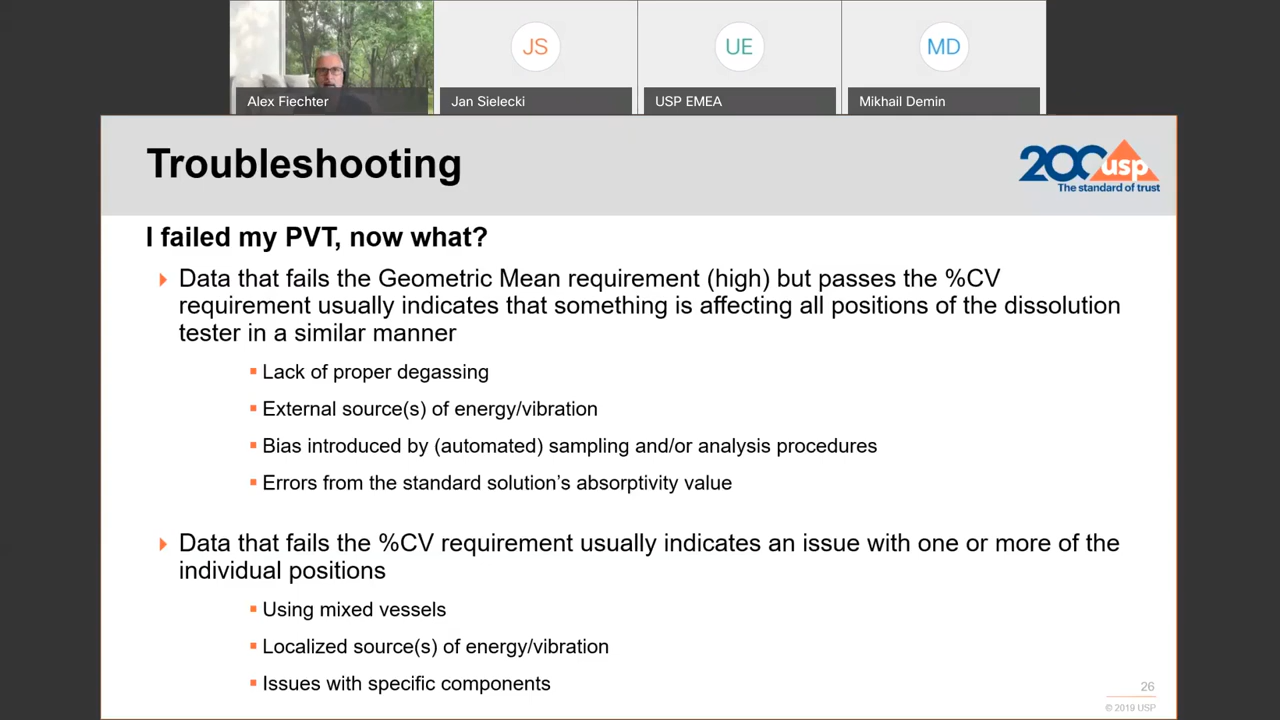 JS
UE
MD
Alex Fiechter
Jan Sielecki
USP EMEA
Mikhail Demin
Troubleshooting
200 usp
The standard of trust
I failed my PVT, now what?
Data that fails the Geometric Mean requirement (high) but passes the %CV
requirement usually indicates that something is affecting all positions of the dissolution
tester in a similar manner
Lack of proper degassing
External source(s) of energy/vibration
Bias introduced by (automated) sampling and/or analysis procedures
Errors from the standard solution’s absorptivity value
Data that fails the %CV requirement usually indicates an issue with one or more of the
individual positions
Using mixed vessels
Localized source(s) of energy/vibration
Issues with specific components
26
© 2019 USP